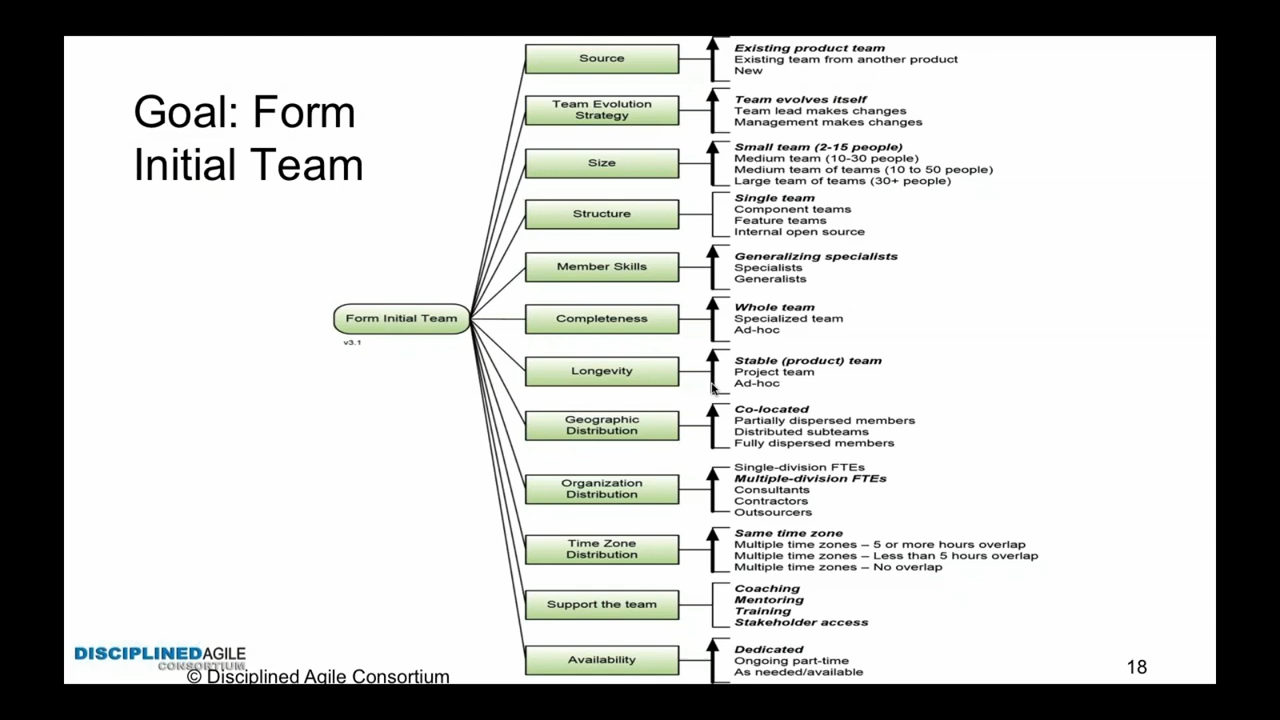 Goal: Form
Initial Team
Form Initial Team
v3.1
Source
Existing product team
Existing team from another product
New
Team Evolution
Strategy
Team evolves itself
Team lead makes changes
Management makes changes
Size
Small team (2-15 people)
Medium team (10-30 people)
Medium team of teams (10 to 50 people)
Large team of teams (30+ people)
Structure
Single team
Component teams
Feature teams
Internal open source
Member Skills
Generalizing specialists
Specialists
Generalists
Completeness
Whole team
Specialized team
Ad-hoc
Longevity
Stable (product) team
Project team
Ad-hoc
Geographic
Distribution
Co-located
Partially dispersed members
Distributed subteams
Fully dispersed members
Organization
Distribution
Single-division FTEs
Multiple-division FTEs
Consultants
Contractors
Outsourcers
Time Zone
Distribution
Same time zone
Multiple time zones – 5 or more hours overlap
Multiple time zones – Less than 5 hours overlap
Multiple time zones – No overlap
Support the team
Coaching
Mentoring
Training
Stakeholder access
Availability
Dedicated
Ongoing part-time
As needed/available
DISCIPLINEDAGILE
CONSORTIUM
© Disciplined Agile Consortium
18